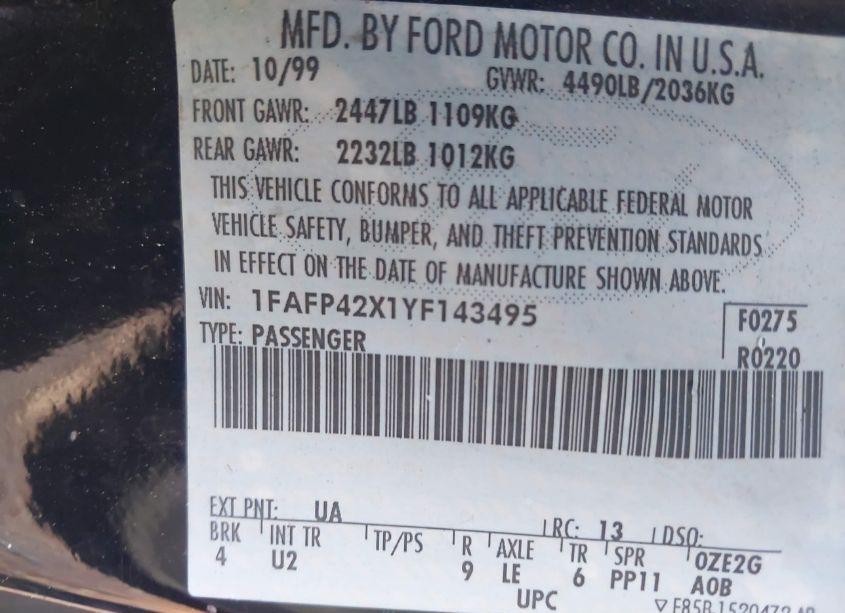 MFD. BY FORD MOTOR CO. IN U.S.A.
DATE: 10/99 GVWR: 4490LB/2036KG
FRONT GAWR: 2447LB 1109KG
REAR GAWR: 2232LB 1012KG
THIS VEHICLE CONFORMS TO ALL APPLICABLE FEDERAL MOTOR
VEHICLE SAFETY, BUMPER, AND THEFT PREVENTION STANDARDS
IN EFFECT ON THE DATE OF MANUFACTURE SHOWN ABOVE.
VIN: 1FAFP42X1YF143495 F0275
TYPE: PASSENGER R0220
EXT PNT: UA RC: 13 DSO:
BRK INT TR TP/PS R AXLE TR SPR 0ZE2G
4 U2 9 LE 6 PP11 A0B
UPC